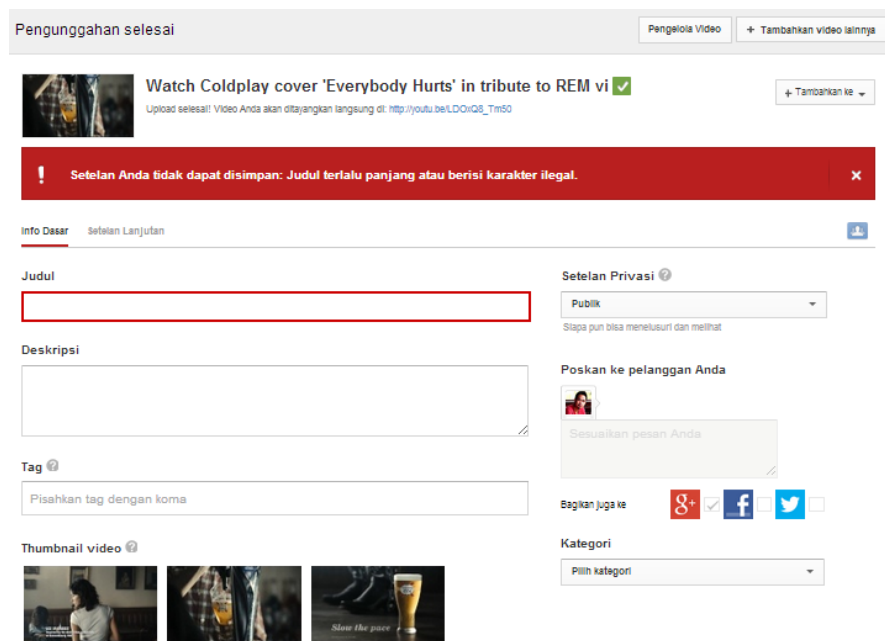 Pengunggahan selesai
Pengelola Video
+ Tambahkan video lainnya
Watch Coldplay cover 'Everybody Hurts' in tribute to REM vi
Upload selesai! Video Anda akan ditayangkan langsung di: http://youtu.be/LDOxQ8_Tm50
+ Tambahkan ke
Setelan Anda tidak dapat disimpan: Judul terlalu panjang atau berisi karakter ilegal.
Info Dasar
Setelan Lanjutan
Judul
Setelan Privasi
Publik
Siapa pun bisa menelusuri dan melihat
Deskripsi
Poskan ke pelanggan Anda
Sesuaikan pesan Anda
Tag
Pisahkan tag dengan koma
Bagikan juga ke
Thumbnail video
Kategori
Pilih kategori
Slow the pace